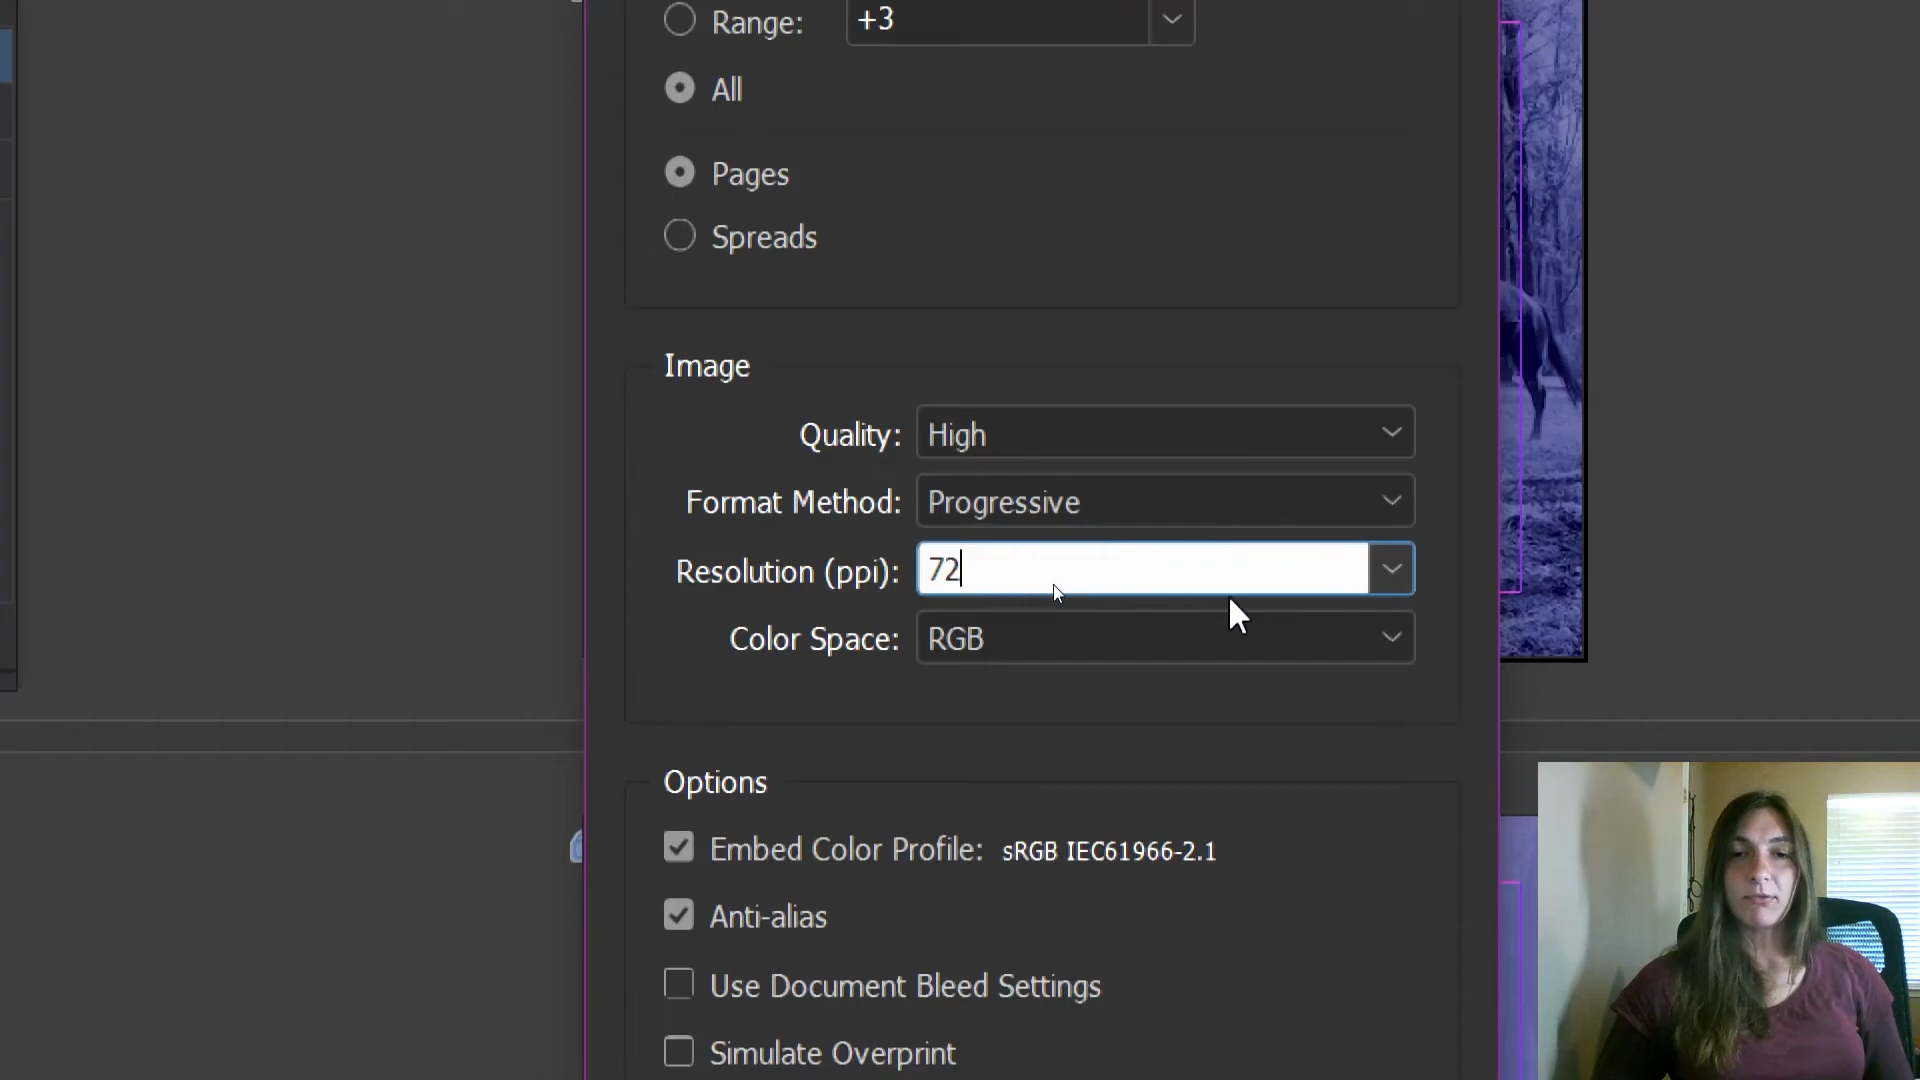 Range: +3
All
Pages
Spreads
Image
Quality: High
Format Method: Progressive
Resolution (ppi): 72
Color Space: RGB
Options
Embed Color Profile: sRGB IEC61966-2.1
Anti-alias
Use Document Bleed Settings
Simulate Overprint